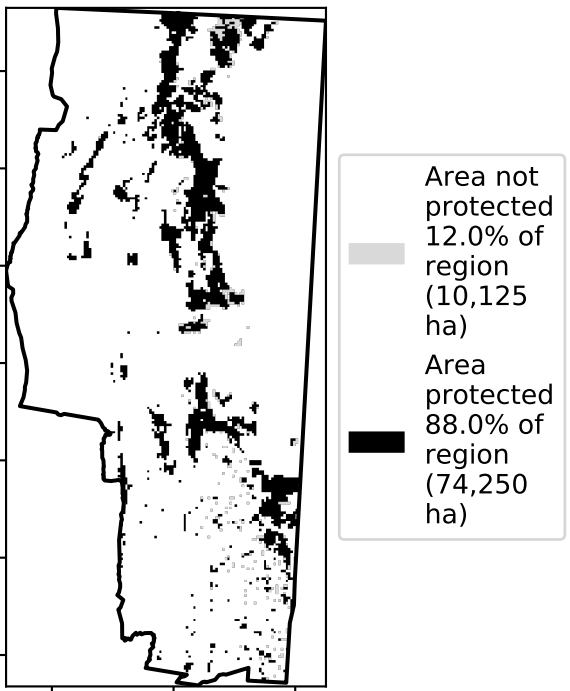 Area not
protected
12.0% of
region
(10,125
ha)
Area
protected
88.0% of
region
(74,250
ha)